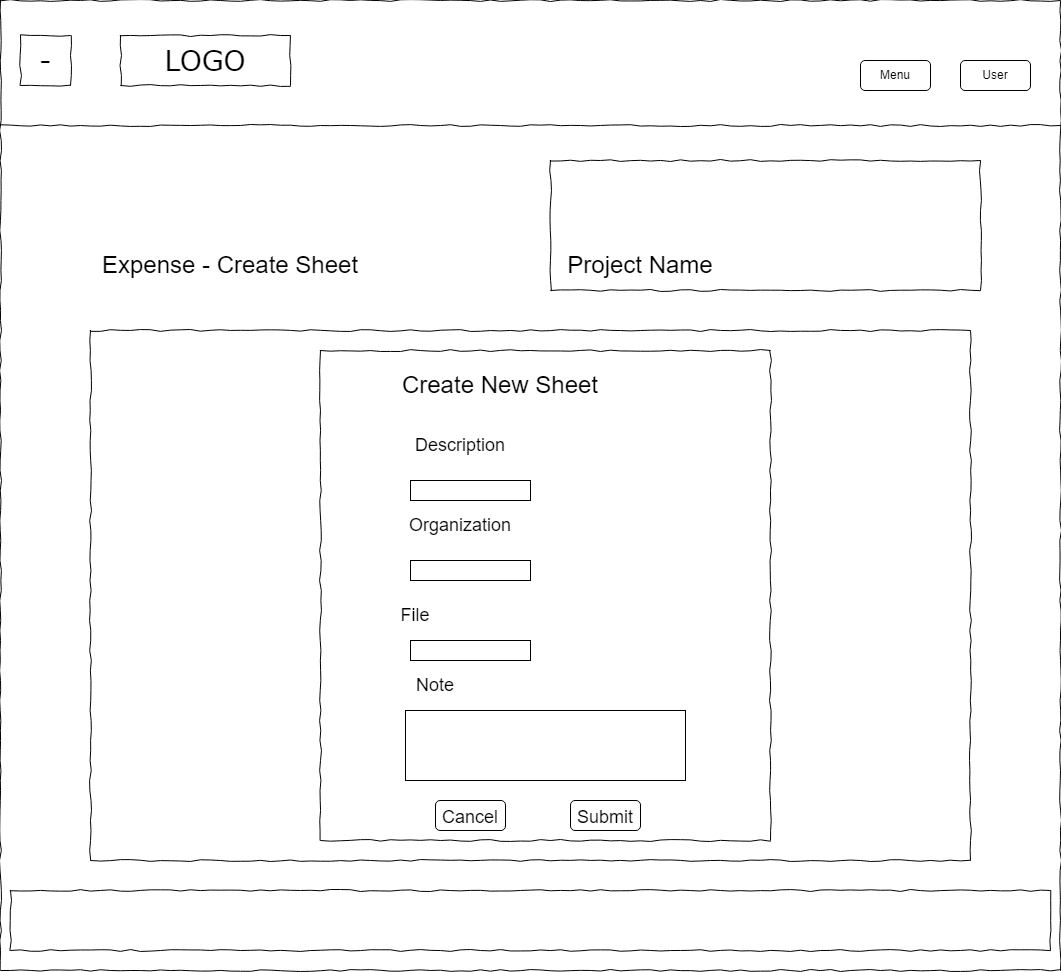 -
LOGO
Menu
User
Expense - Create Sheet
Project Name
Create New Sheet
Description
Organization
File
Note
Cancel
Submit